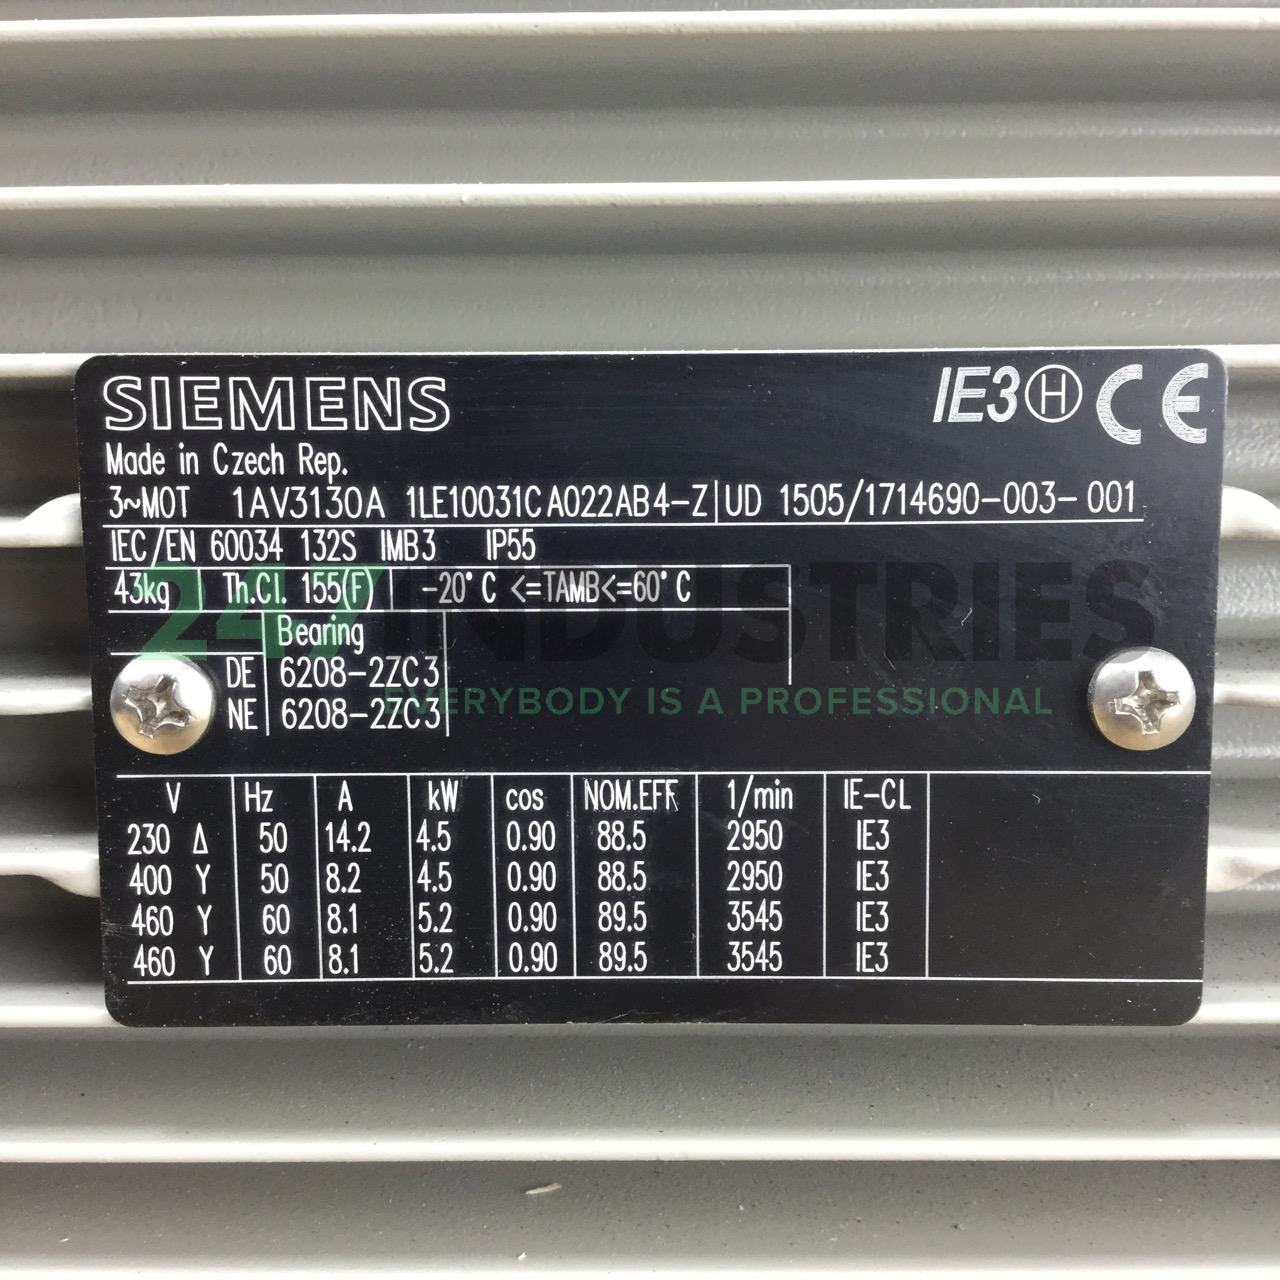 SIEMENS IE3 H CE
Made in Czech Rep.
3~MOT 1AV3130A 1LE10031CA022AB4-Z UD 1505/1714690-003-001
IEC/EN 60034 132S IMB3 IP55
43kg Th.Cl. 155(F) -20°C <=TAMB<=60°C
247 INDUSTRIES
EVERYBODY IS A PROFESSIONAL
Bearing
DE 6208-2ZC3
NE 6208-2ZC3
V Hz A kW cos NOM.EFF 1/min IE-CL
230 Δ 50 14.2 4.5 0.90 88.5 2950 IE3
400 Y 50 8.2 4.5 0.90 88.5 2950 IE3
460 Y 60 8.1 5.2 0.90 89.5 3545 IE3
460 Y 60 8.1 5.2 0.90 89.5 3545 IE3